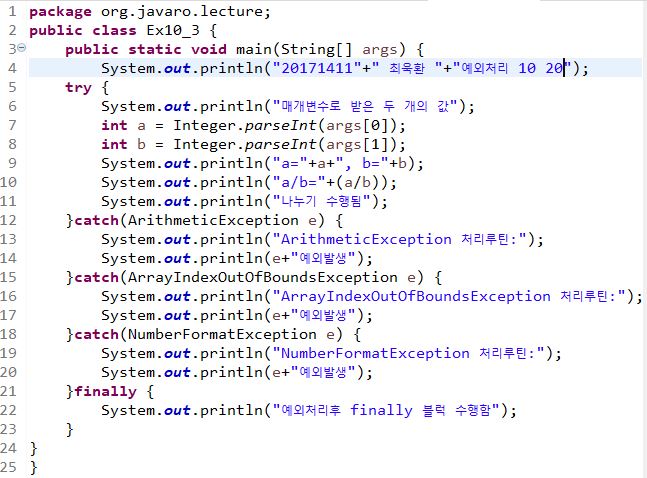 1 package org.javaro.lecture;
2 public class Ex10_3 {
3 public static void main(String[] args) {
4 System.out.println("20171411"+" 최욱환 "+"예외처리 10 20");
5 try {
6 System.out.println("매개변수로 받은 두 개의 값");
7 int a = Integer.parseInt(args[0]);
8 int b = Integer.parseInt(args[1]);
9 System.out.println("a="+a+", b="+b);
10 System.out.println("a/b="+(a/b));
11 System.out.println("나누기 수행됨");
12 }catch(ArithmeticException e) {
13 System.out.println("ArithmeticException 처리루틴:");
14 System.out.println(e+"예외발생");
15 }catch(ArrayIndexOutOfBoundsException e) {
16 System.out.println("ArrayIndexOutOfBoundsException 처리루틴:");
17 System.out.println(e+"예외발생");
18 }catch(NumberFormatException e) {
19 System.out.println("NumberFormatException 처리루틴:");
20 System.out.println(e+"예외발생");
21 }finally {
22 System.out.println("예외처리후 finally 블럭 수행함");
23 }
24 }
25 }